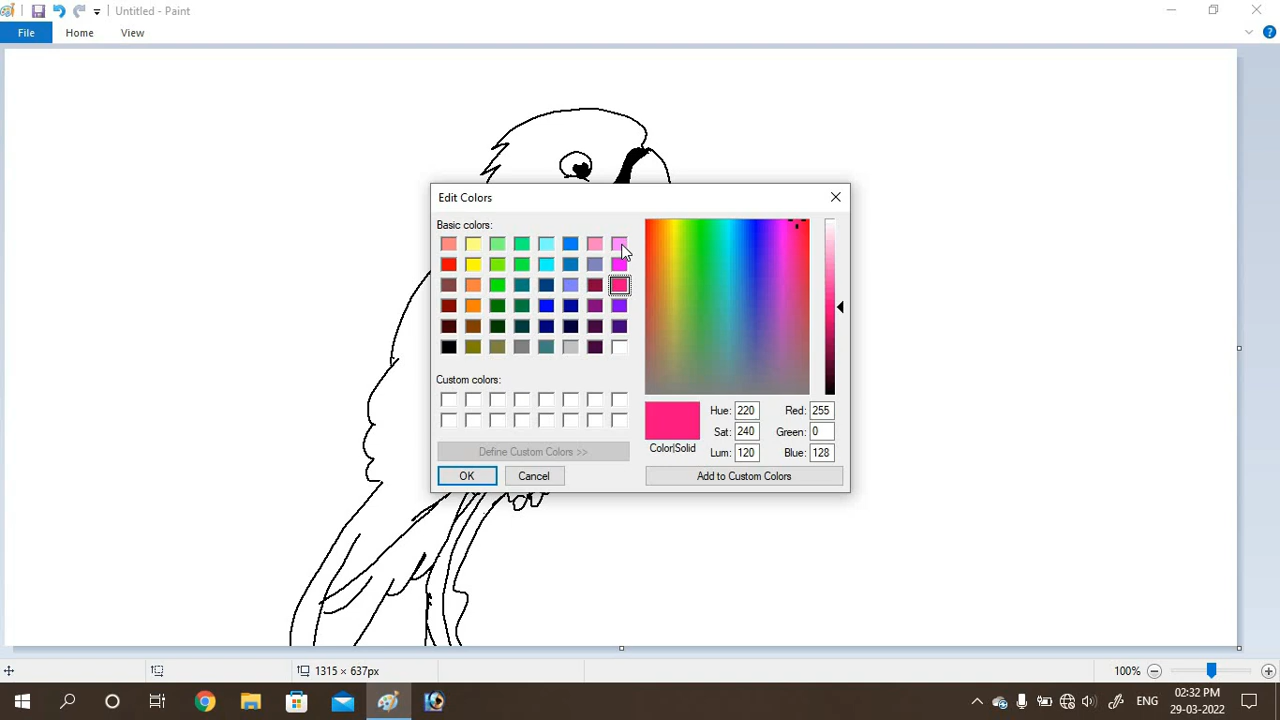 Untitled - Paint
File Home View
Edit Colors
Basic colors:
Custom colors:
Define Custom Colors >>
OK Cancel
Hue: 220 Red: 255
Sat: 240 Green: 0
Color|Solid Lum: 120 Blue: 128
Add to Custom Colors
1315 × 637px 100%
ENG 02:32 PM
29-03-2022